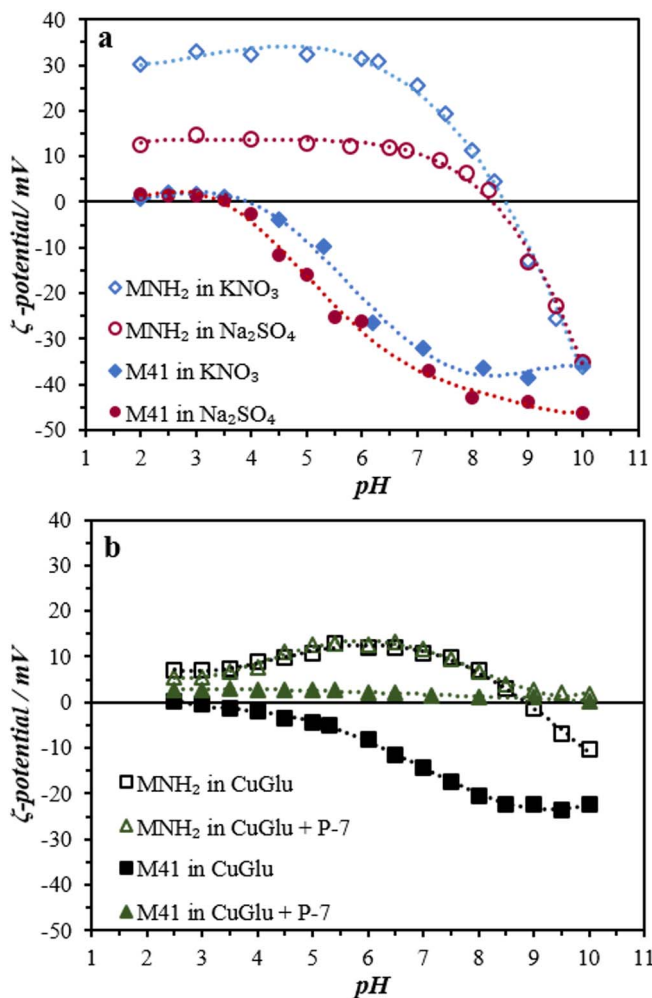 a
40
30
20
10
0
-10
-20
-30
-40
-50
ζ -potential/ mV
MNH₂ in KNO₃
MNH₂ in Na₂SO₄
M41 in KNO₃
M41 in Na₂SO₄
1 2 3 4 5 6 7 8 9 10 11
pH
b
40
30
20
10
0
-10
-20
-30
-40
-50
ζ-potential / mV
MNH₂ in CuGlu
MNH₂ in CuGlu + P-7
M41 in CuGlu
M41 in CuGlu + P-7
1 2 3 4 5 6 7 8 9 10 11
pH